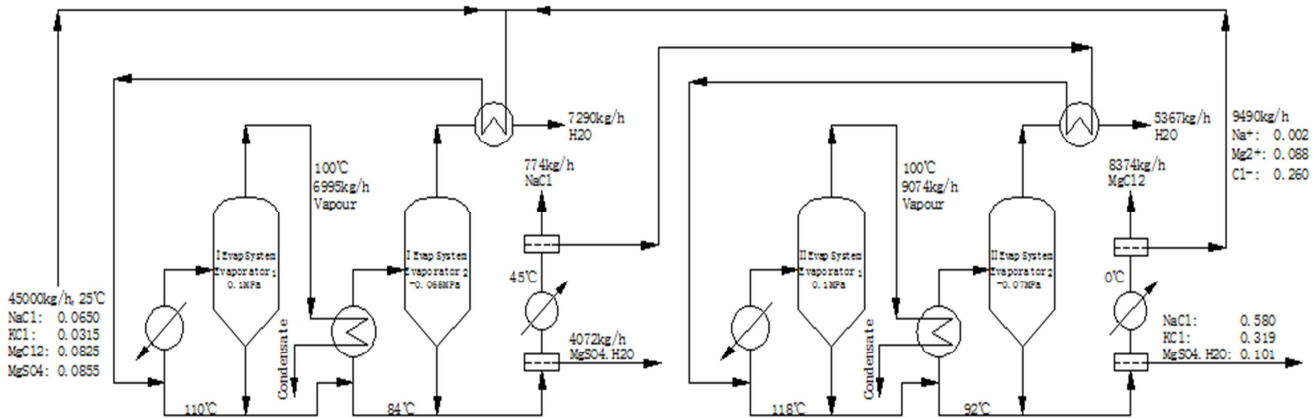 45000kg/h, 25℃
NaCl: 0.0650
KCl: 0.0315
MgCl2: 0.0825
MgSO4: 0.0855
110℃
I Evap System
Evaporator 1
0.1MPa
100℃
6995kg/h
Vapour
Condensate
84℃
I Evap System
Evaporator 2
-0.066MPa
7290kg/h
H2O
774kg/h
NaCl
45℃
4072kg/h
MgSO4.H2O
118℃
II Evap System
Evaporator 1
0.1MPa
100℃
9074kg/h
Vapour
Condensate
92℃
II Evap System
Evaporator 2
-0.07MPa
5367kg/h
H2O
8374kg/h
MgCl2
0℃
9490kg/h
Na+: 0.002
Mg2+: 0.088
Cl-: 0.260
NaCl: 0.580
KCl: 0.319
MgSO4.H2O: 0.101